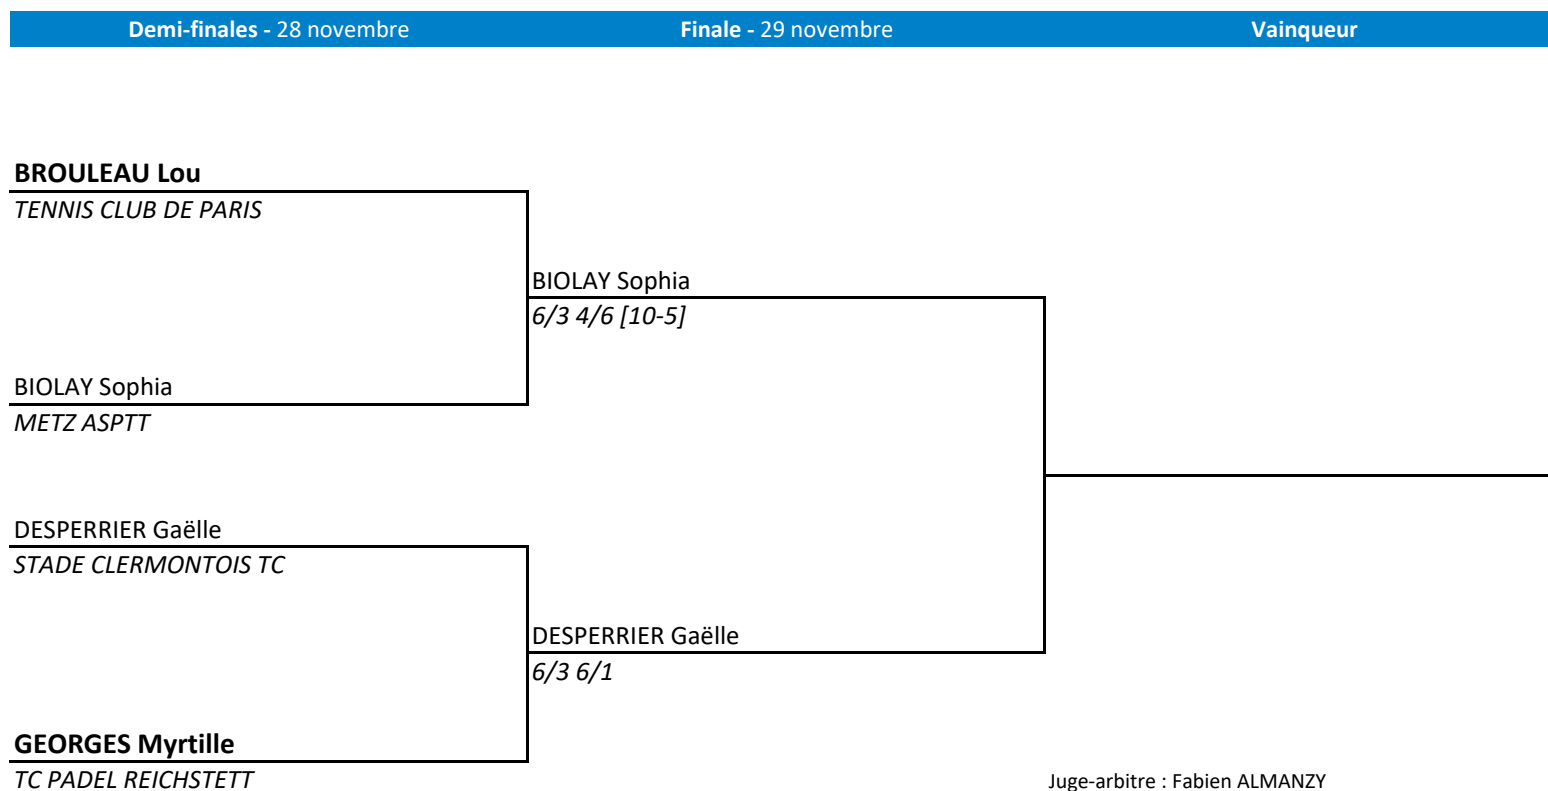 Demi-finales - 28 novembre
Finale - 29 novembre
Vainqueur
BROULEAU Lou
TENNIS CLUB DE PARIS
BIOLAY Sophia
6/3 4/6 [10-5]
BIOLAY Sophia
METZ ASPTT
DESPERRIER Gaëlle
STADE CLERMONTOIS TC
DESPERRIER Gaëlle
6/3 6/1
GEORGES Myrtille
TC PADEL REICHSTETT
Juge-arbitre : Fabien ALMANZY